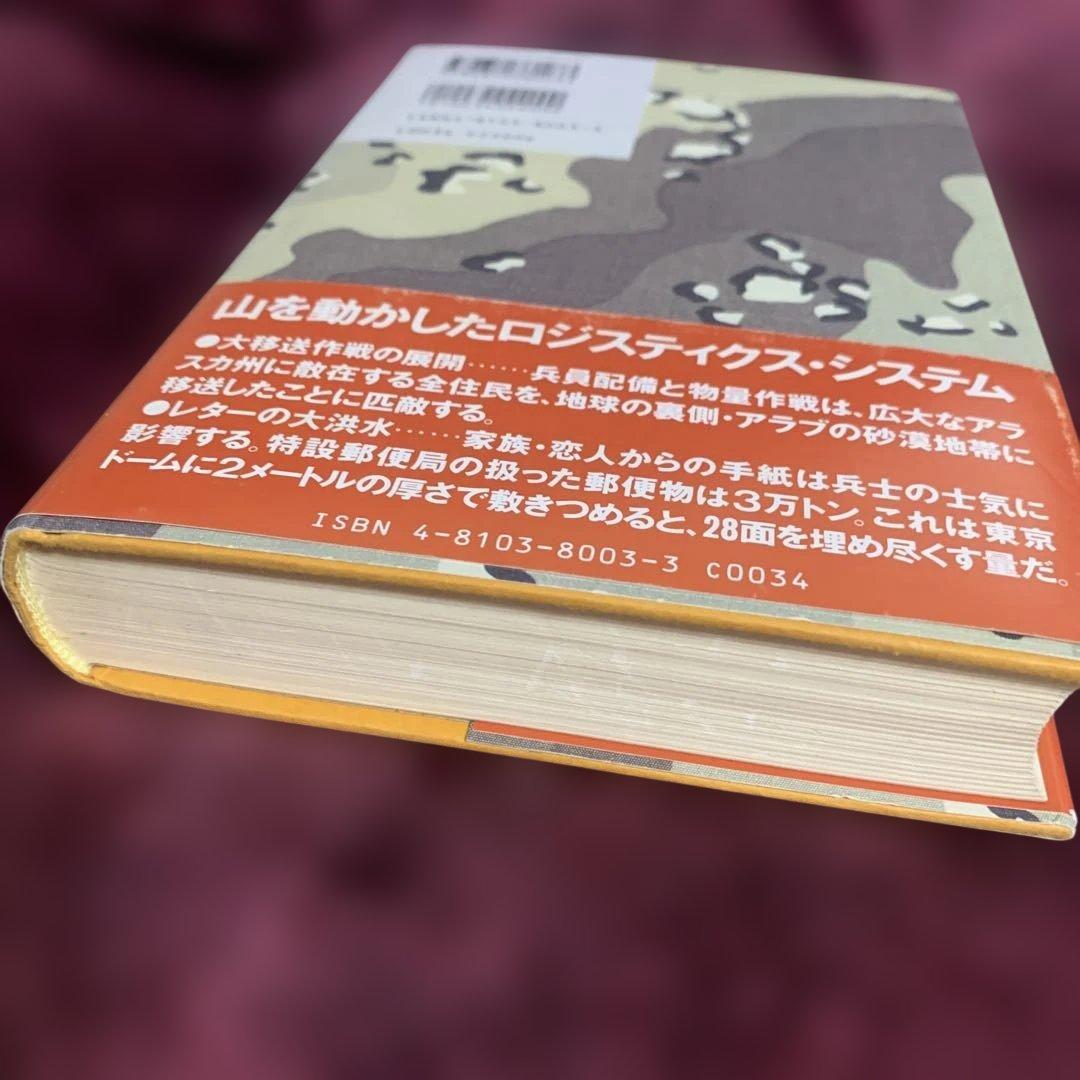 山を動かしたロジスティクス・システム
●大移送作戦の展開……兵員配備と物量作戦は、広大なアラ
スカ州に散在する全住民を、地球の裏側・アラブの砂漠地帯に
移送したことに匹敵する。
●レターの大洪水……家族・恋人からの手紙は兵士の士気に
影響する。特設郵便局の扱った郵便物は3万トン。これは東京
ドームに2メートルの厚さで敷きつめると、28面を埋め尽くす量だ。
ISBN 4-8103-8003-3 C0034